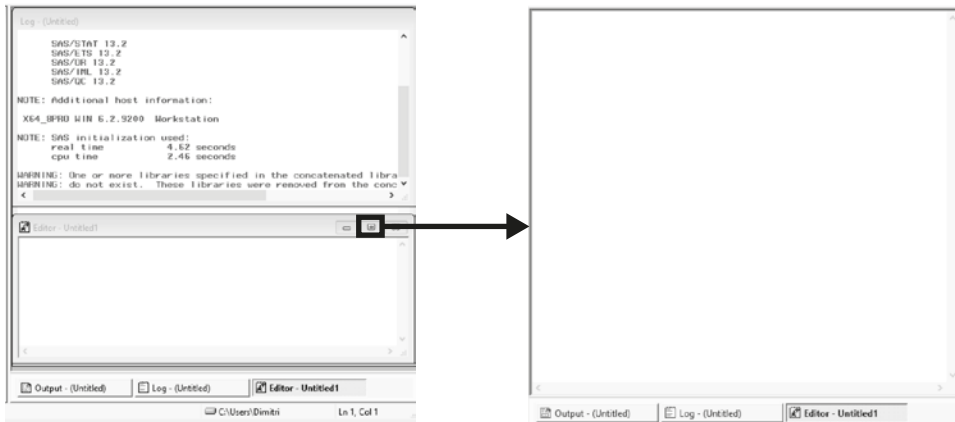 Log - (Untitled)
SAS/STAT 13.2
SAS/ETS 13.2
SAS/OR 13.2
SAS/IML 13.2
SAS/QC 13.2
NOTE: Additional host information:
X64_8PRO WIN 6.2.9200 Workstation
NOTE: SAS initialization used:
real time 4.62 seconds
cpu time 2.46 seconds
WARNING: One or more libraries specified in the concatenated libra
WARNING: do not exist. These libraries were removed from the conc
Editor - Untitled1
Output - (Untitled) Log - (Untitled) Editor - Untitled1
C:\Users\Dimitri Ln 1, Col 1
Output - (Untitled) Log - (Untitled) Editor - Untitled1